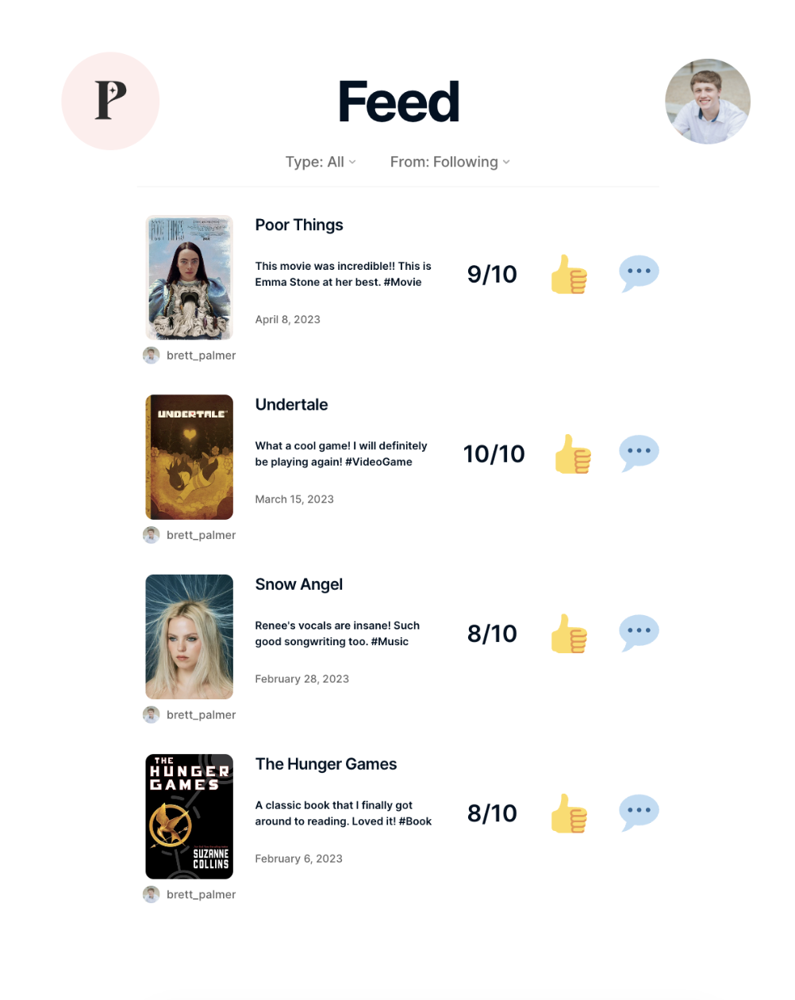 P
Feed
Type: All
From: Following
POOR THINGS
Poor Things
This movie was incredible!! This is
Emma Stone at her best. #Movie
9/10
April 8, 2023
brett_palmer
UNDERTALE
Undertale
What a cool game! I will definitely
be playing again! #VideoGame
10/10
March 15, 2023
brett_palmer
Snow Angel
Renee's vocals are insane! Such
good songwriting too. #Music
8/10
February 28, 2023
brett_palmer
THE
HUNGER
GAMES
SUZANNE
COLLINS
The Hunger Games
A classic book that I finally got
around to reading. Loved it! #Book
8/10
February 6, 2023
brett_palmer